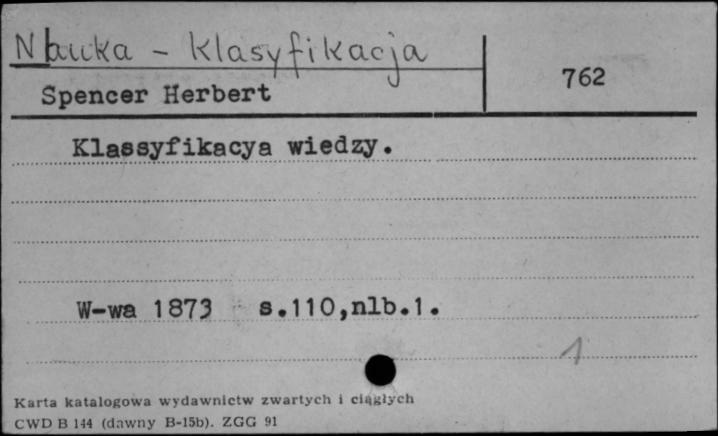 Nauka - klasyfikacja
Spencer Herbert
762
Klassyfikacya wiedzy.
W-wa 1873 s.110,nlb.1.
1
Karta katalogowa wydawnictw zwartych i ciągłych
CWD B 144 (dawny B-15b). ZGG 91